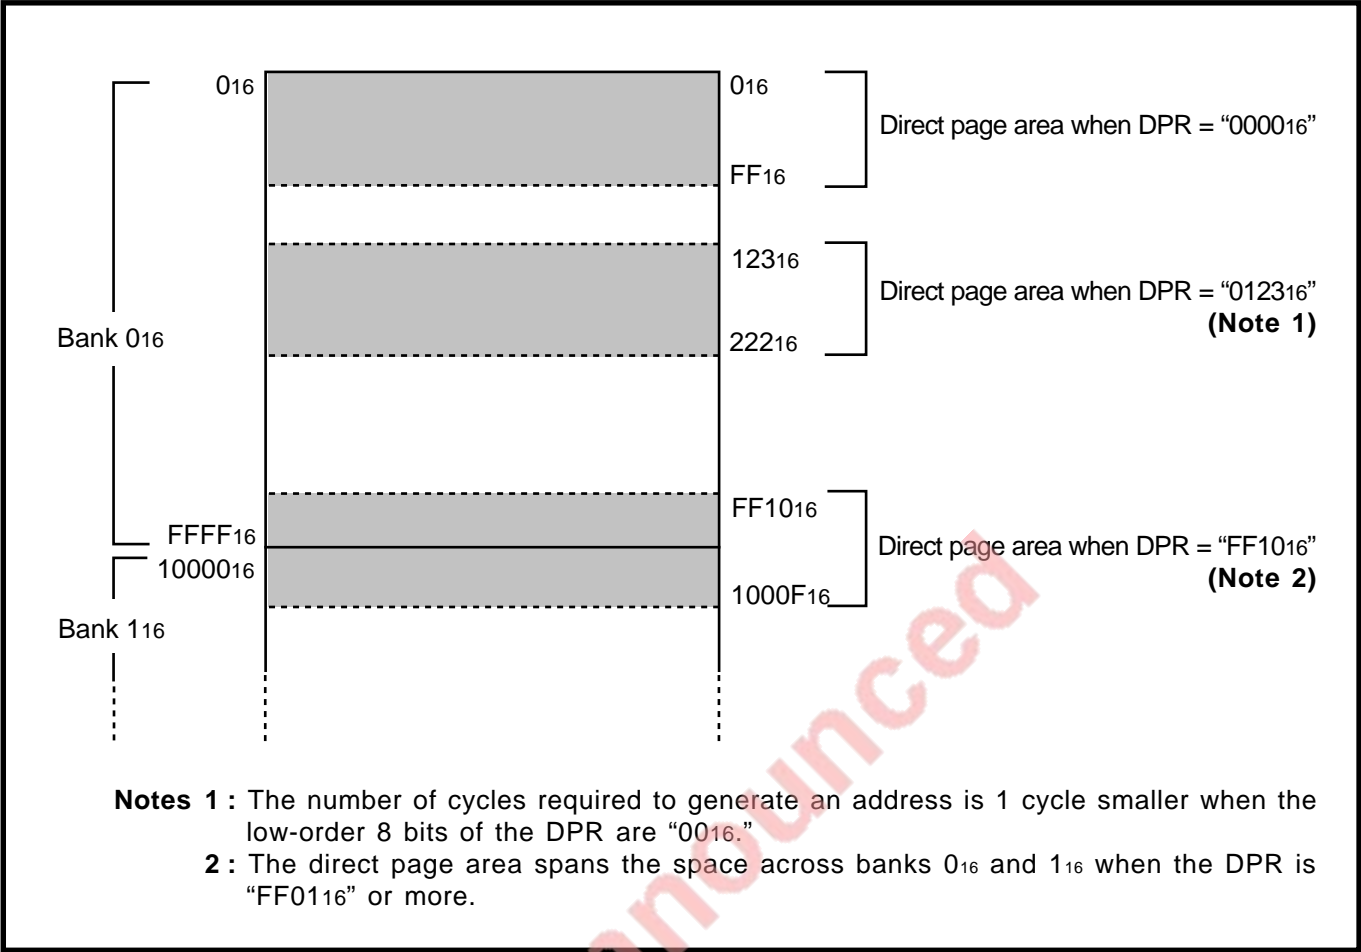 016
016
Direct page area when DPR = “000016”
FF16
12316
Direct page area when DPR = “012316”
(Note 1)
Bank 016
22216
FF1016
FFFF16
Direct page area when DPR = “FF1016”
1000016
(Note 2)
1000F16
Bank 116
Notes 1 : The number of cycles required to generate an address is 1 cycle smaller when the
low-order 8 bits of the DPR are “0016.”
2 : The direct page area spans the space across banks 016 and 116 when the DPR is
“FF0116” or more.
nounced